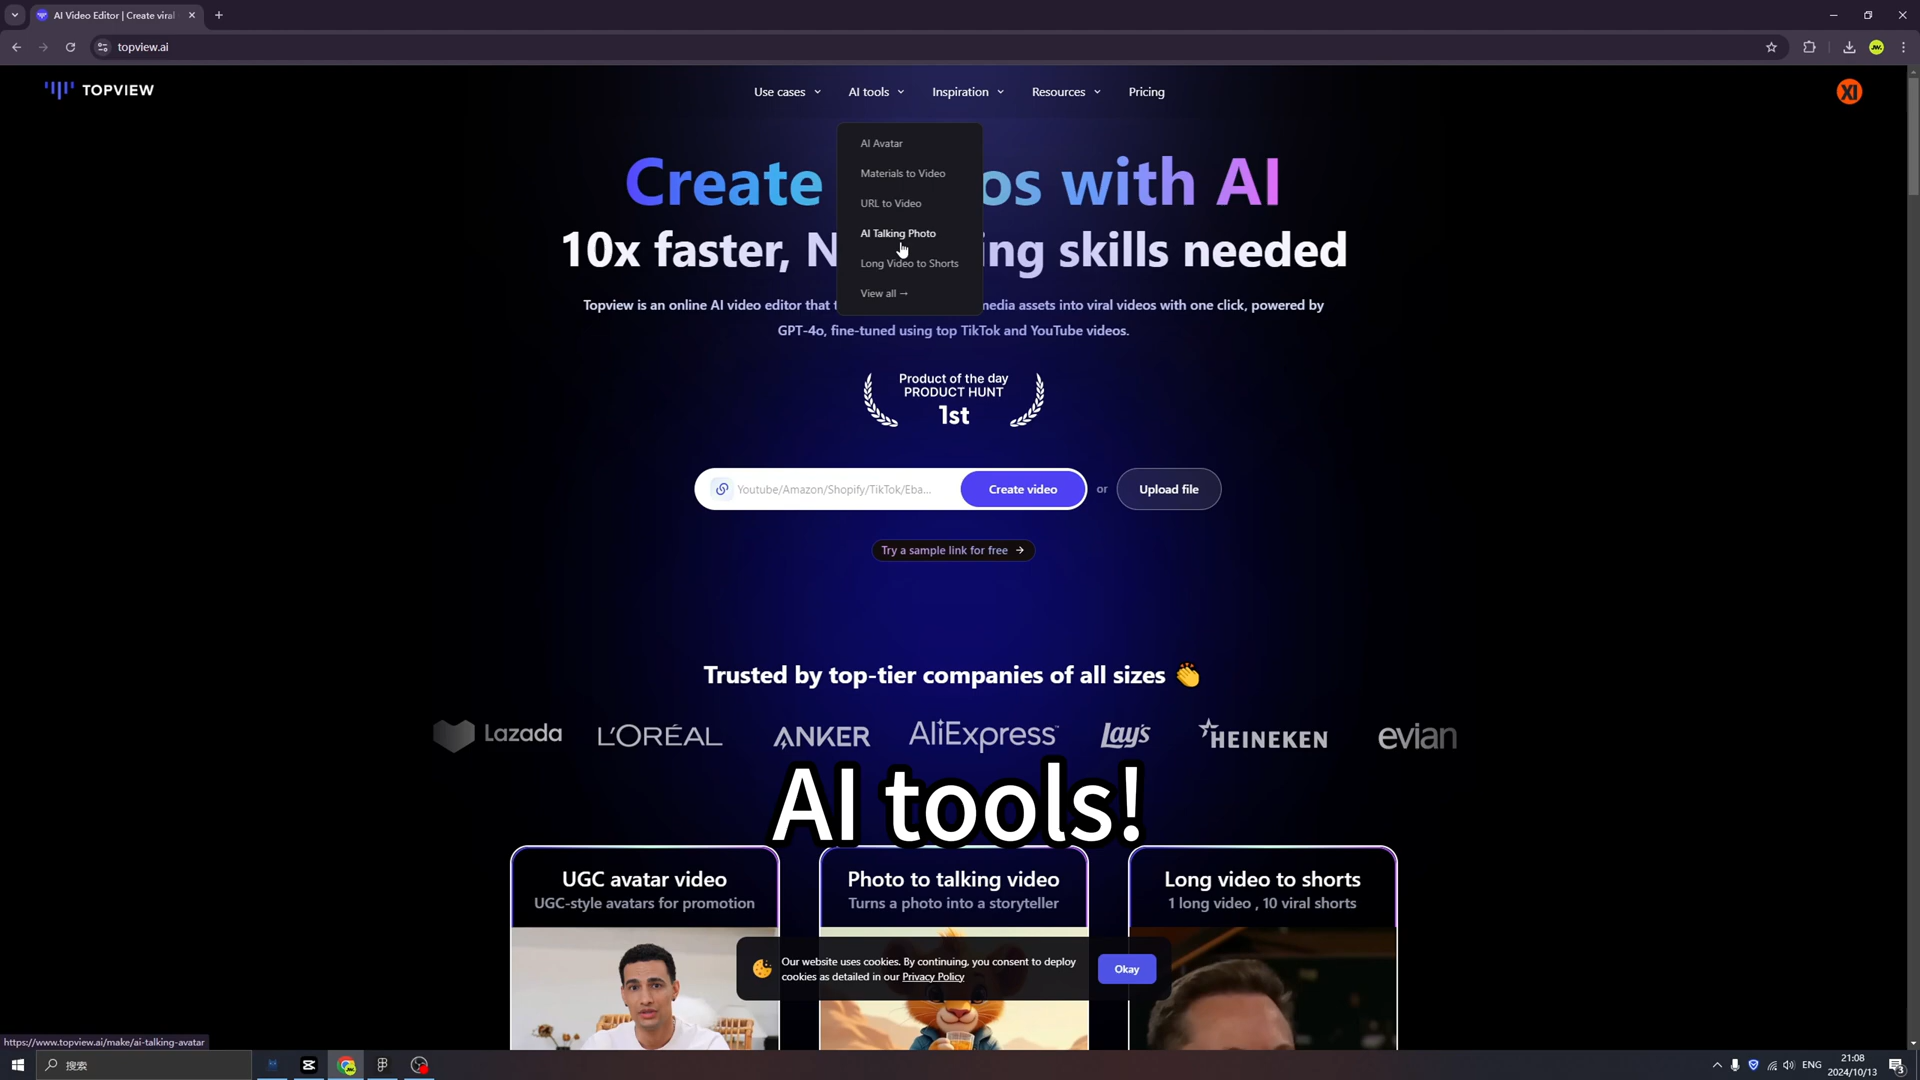 AI Video Editor | Create viral
topview.ai
TOPVIEW
Use cases
AI tools
Inspiration
Resources
Pricing
XI
AI Avatar
Materials to Video
URL to Video
AI Talking Photo
Long Video to Shorts
View all →
Create
os with AI
10x faster, N
ing skills needed
Topview is an online AI video editor that
media assets into viral videos with one click, powered by
GPT-4o, fine-tuned using top TikTok and YouTube videos.
Product of the day
PRODUCT HUNT
1st
Youtube/Amazon/Shopify/TikTok/Eba...
Create video
or
Upload file
Try a sample link for free →
Trusted by top-tier companies of all sizes 👏
Lazada
L'ORÉAL
ANKER
AliExpress
Lay's
HEINEKEN
evian
AI tools!
UGC avatar video
UGC-style avatars for promotion
Photo to talking video
Turns a photo into a storyteller
Long video to shorts
1 long video , 10 viral shorts
Our website uses cookies. By continuing, you consent to deploy
cookies as detailed in our Privacy Policy
Okay
https://www.topview.ai/make/ai-talking-avatar
搜索
ENG
21:08
2024/10/13
3